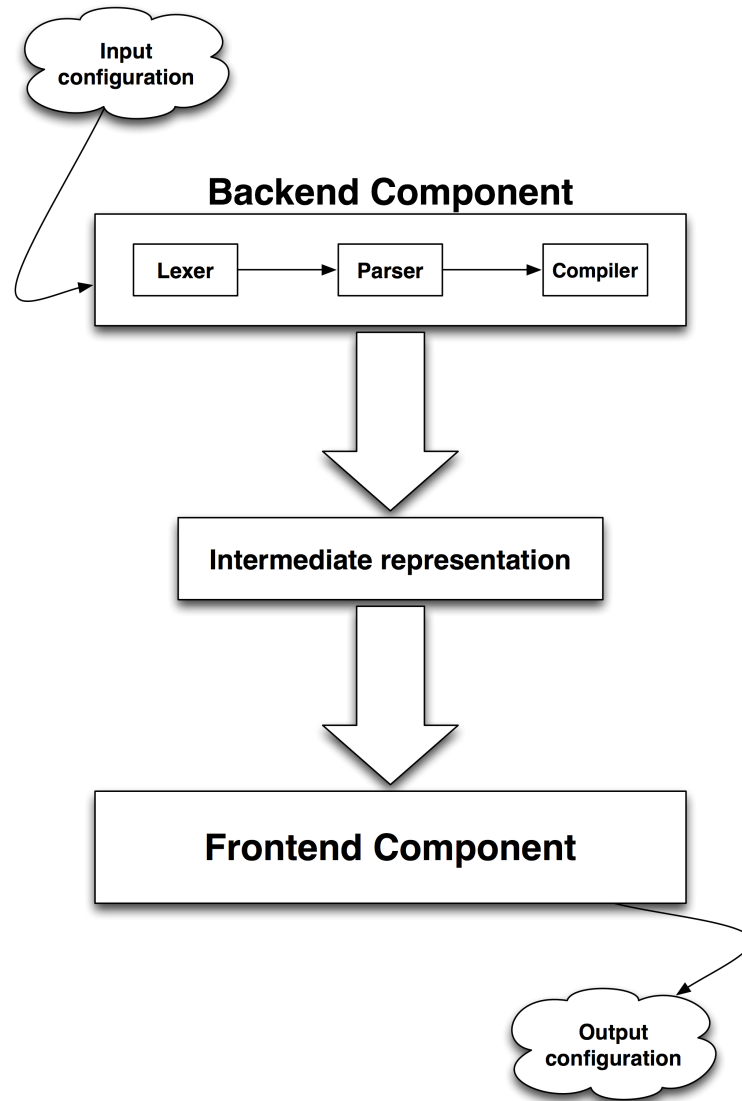 Input
configuration
Backend Component
Lexer
Parser
Compiler
Intermediate representation
Frontend Component
Output
configuration